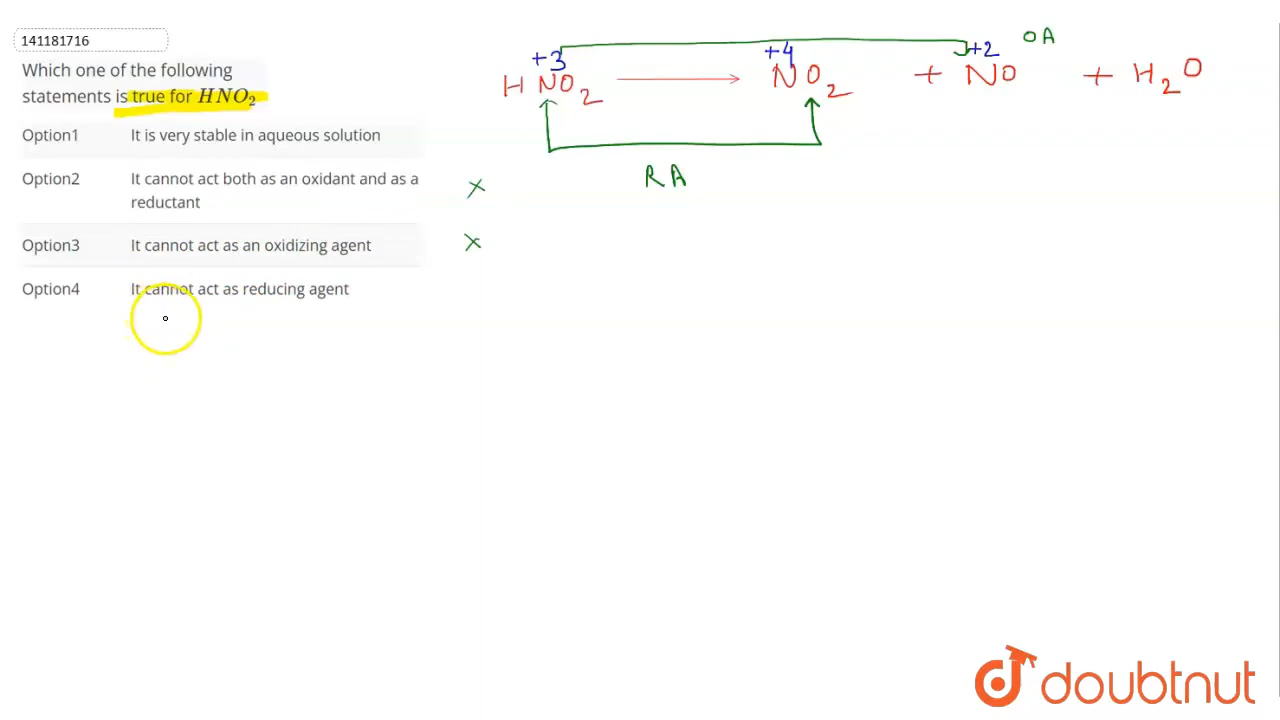 141181716
Which one of the following
statements is true for HNO2
Option1 It is very stable in aqueous solution
Option2 It cannot act both as an oxidant and as a
reductant
Option3 It cannot act as an oxidizing agent
Option4 It cannot act as reducing agent
+3 +4 +2 OA
HNO2 → NO2 + NO + H2O
RA
×
×
doubtnut